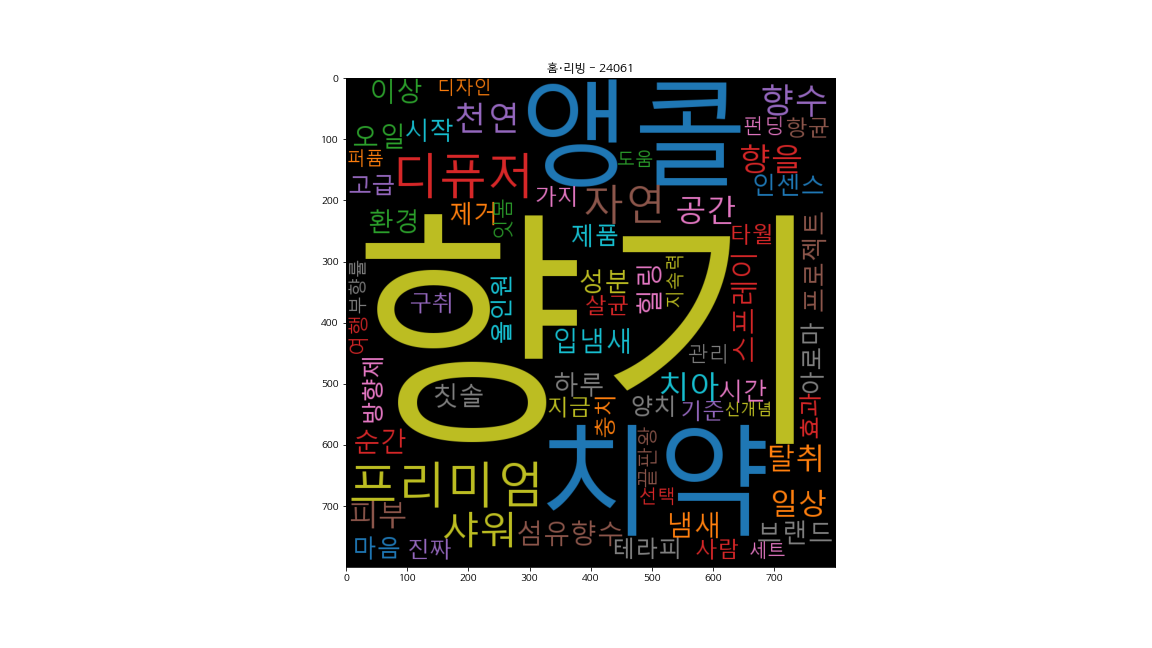 홈·리빙 - 24061
0
100
200
300
400
500
600
700
0
100
200
300
400
500
600
700
이상
디자인
앵콜
향수
천연
오일
시작
펀딩
항균
퍼퓸
디퓨저
도움
향을
고급
가지
자연
인센스
환경
제거
잇몸
제품
공간
타월
프로젝트
향기
부향률
구취
올인원
성분
살균
힐링
지속력
스프레이
여행
입냄새
관리
아로마
방향제
칫솔
하루
치아
시간
지금
충치
양치
기준
신개념
효과
순간
치약
끝판왕
탈취
프리미엄
선택
일상
피부
샤워
섬유향수
냄새
브랜드
마음
진짜
테라피
사람
세트